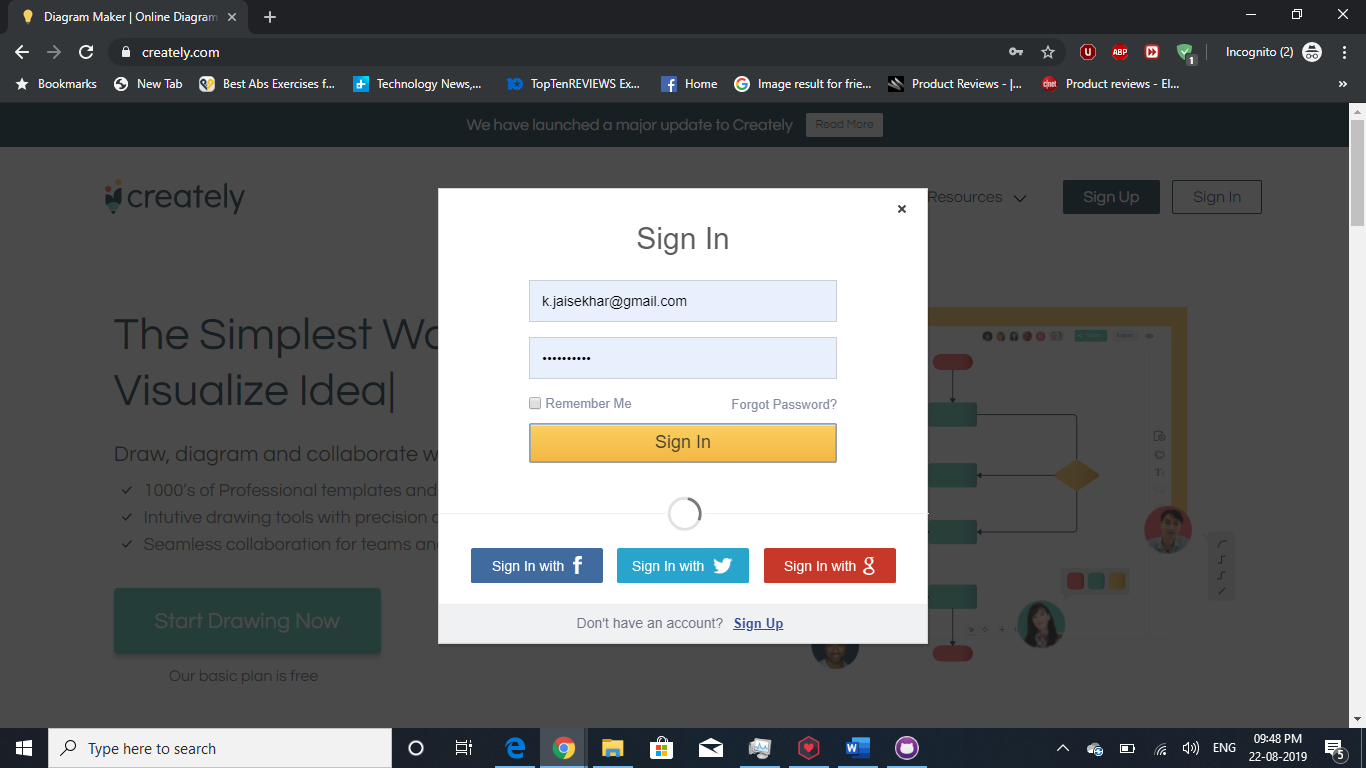 Diagram Maker | Online Diagram
creately.com
ABP
1
Incognito (2)
Bookmarks
New Tab
Best Abs Exercises f...
Technology News,...
TopTenREVIEWS Ex...
Home
Image result for frie...
Product Reviews - |...
Product reviews - El...
»
We have launched a major update to Creately
Read More
creately
Resources
Sign Up
Sign In
×
Sign In
k.jaisekhar@gmail.com
••••••••••
Remember Me
Forgot Password?
Sign In
Sign In with f
Sign In with
Sign In with g
Don't have an account? Sign Up
The Simplest Wa
Visualize Idea|
Draw, diagram and collaborate w
1000's of Professional templates and
Intutive drawing tools with precision
Seamless collaboration for teams an
Start Drawing Now
Our basic plan is free
Type here to search
ENG
09:48 PM
22-08-2019
5